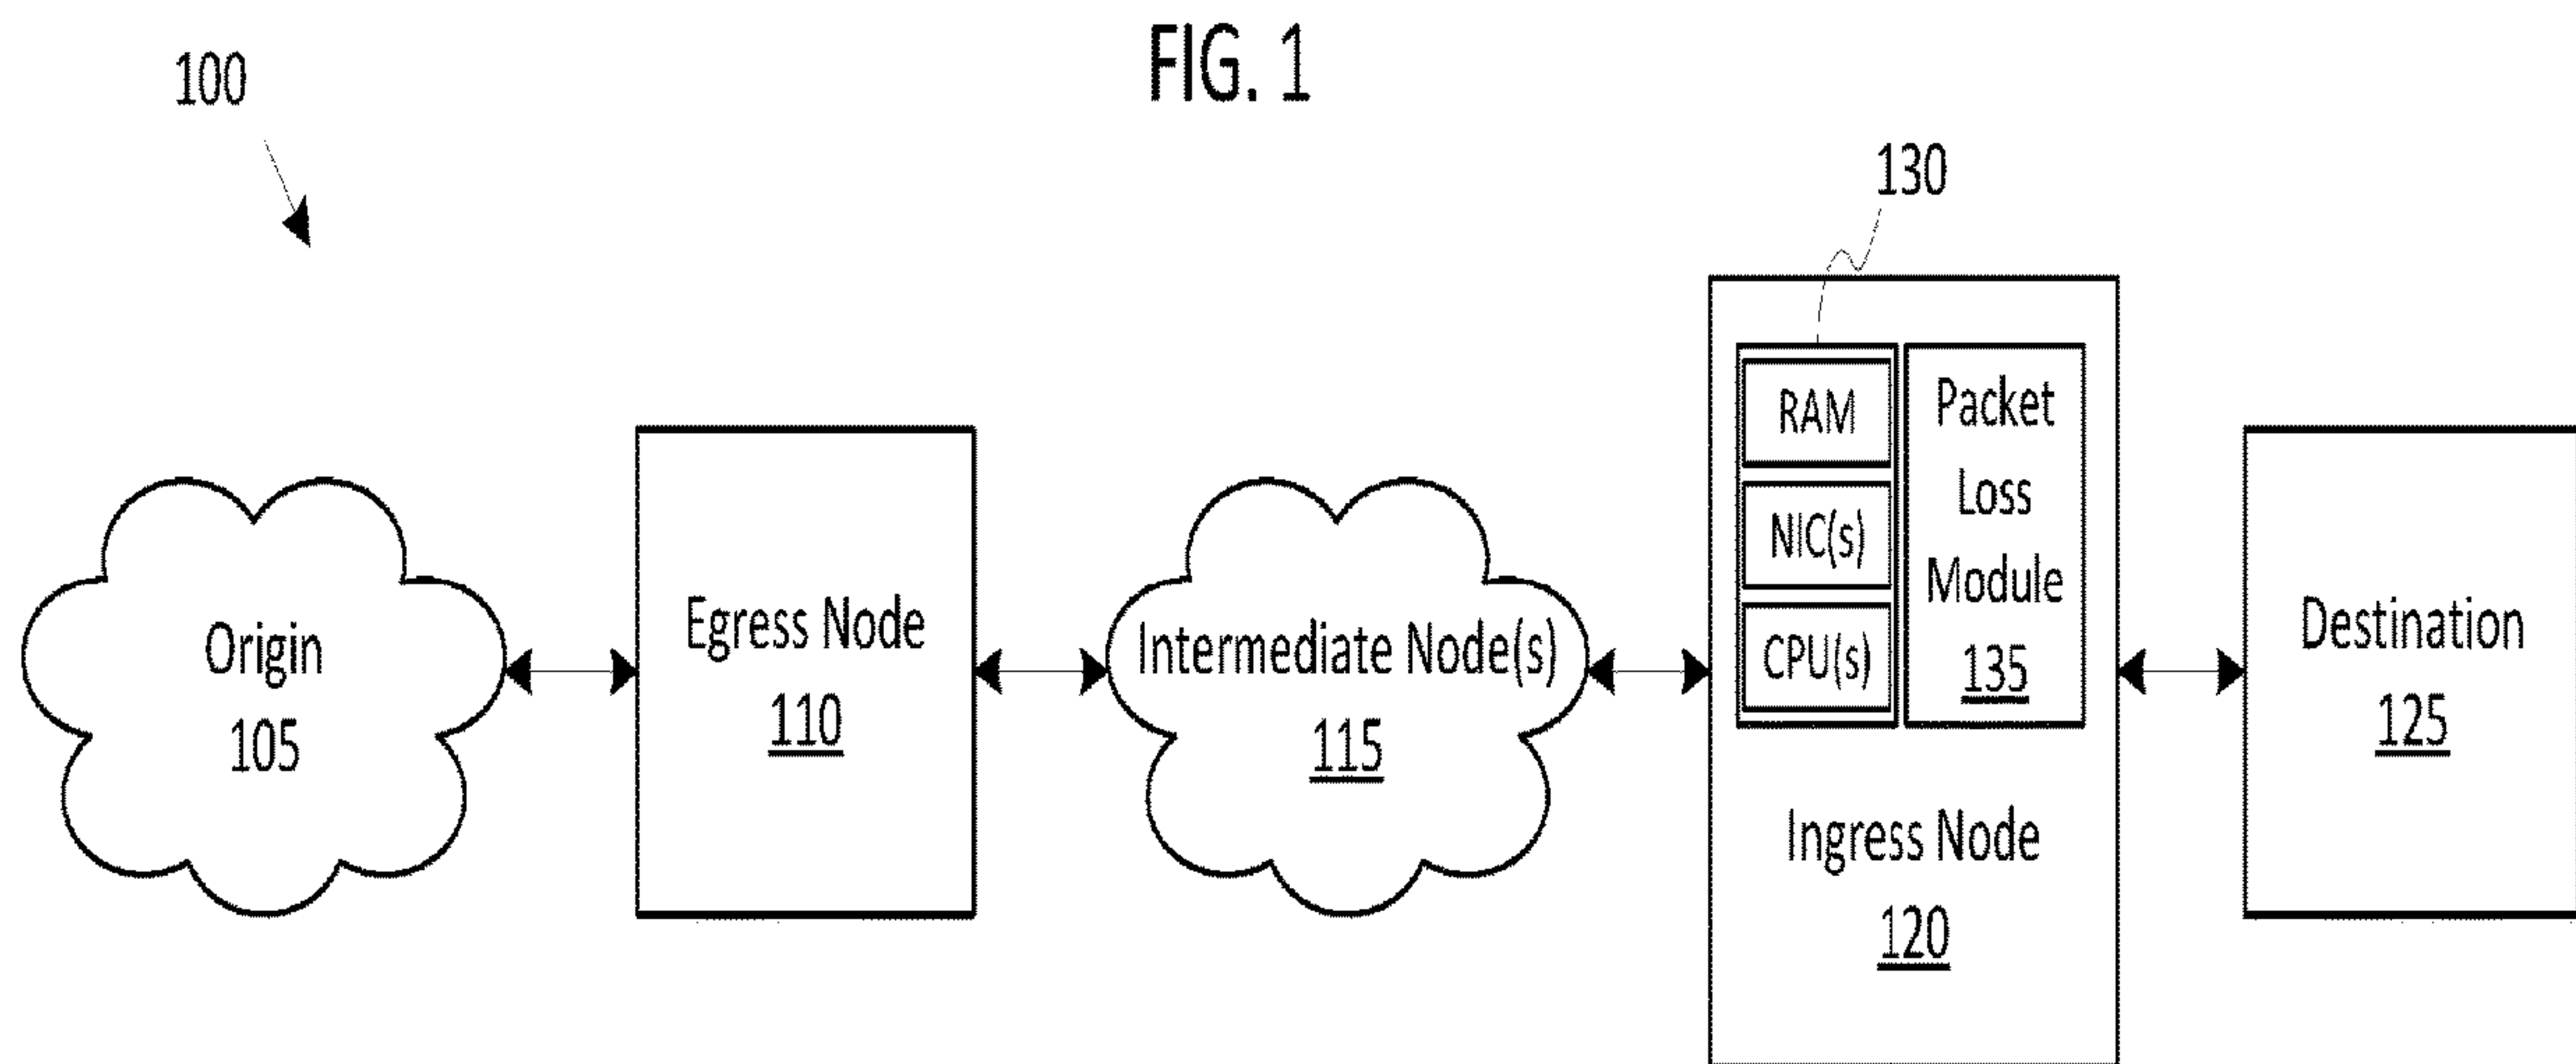 FIG. 1
100
130
Origin
105
Egress Node
110
Intermediate Node(s)
115
RAM
NIC(s)
CPU(s)
Packet
Loss
Module
135
Ingress Node
120
Destination
125